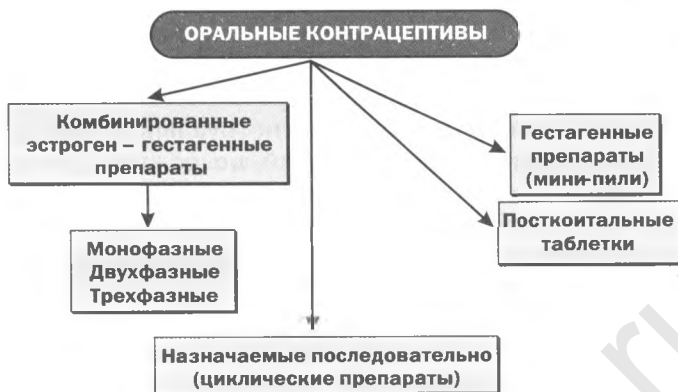 ОРАЛЬНЫЕ КОНТРАЦЕПТИВЫ
Комбинированные
эстроген – гестагенные
препараты
Гестагенные
препараты
(мини-пили)
Посткоитальные
таблетки
Монофазные
Двухфазные
Трехфазные
Назначаемые последовательно
(циклические препараты)
ru